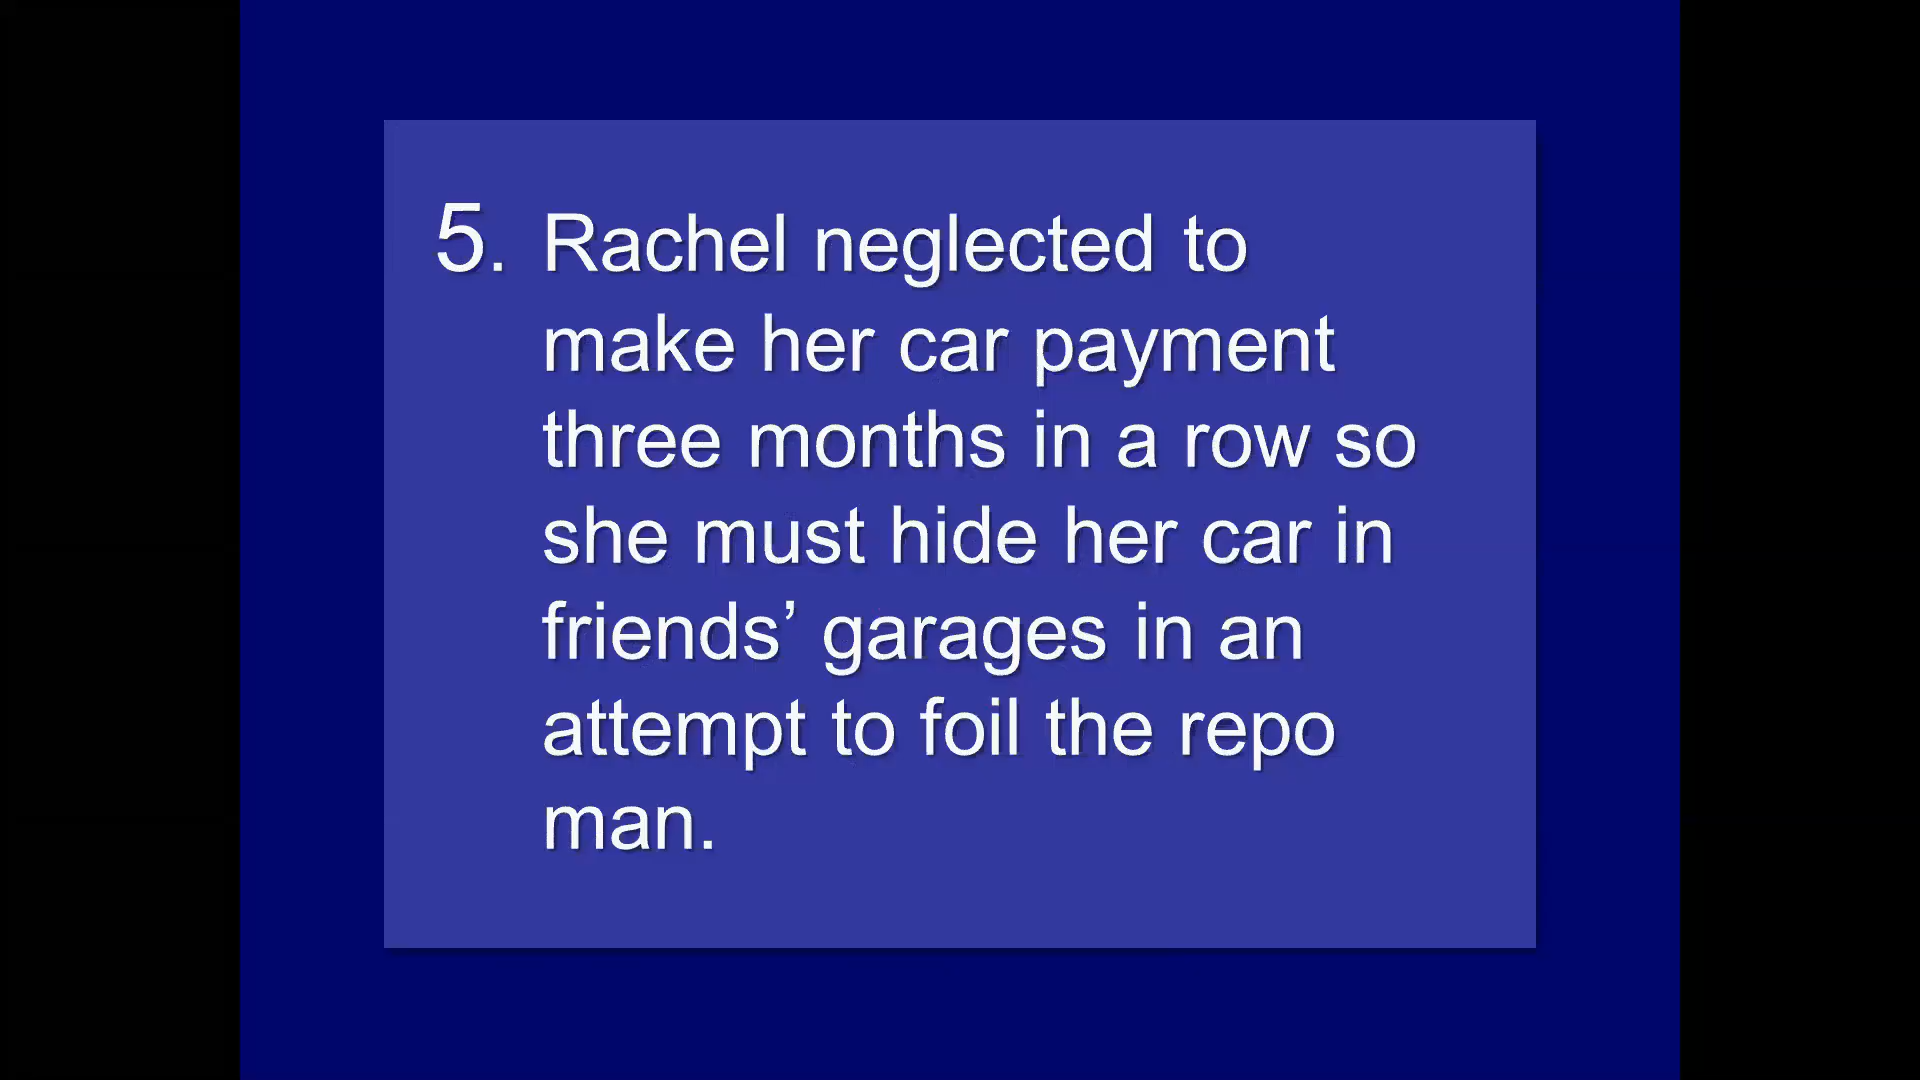 5. Rachel neglected to
make her car payment
three months in a row so
she must hide her car in
friends’ garages in an
attempt to foil the repo
man.